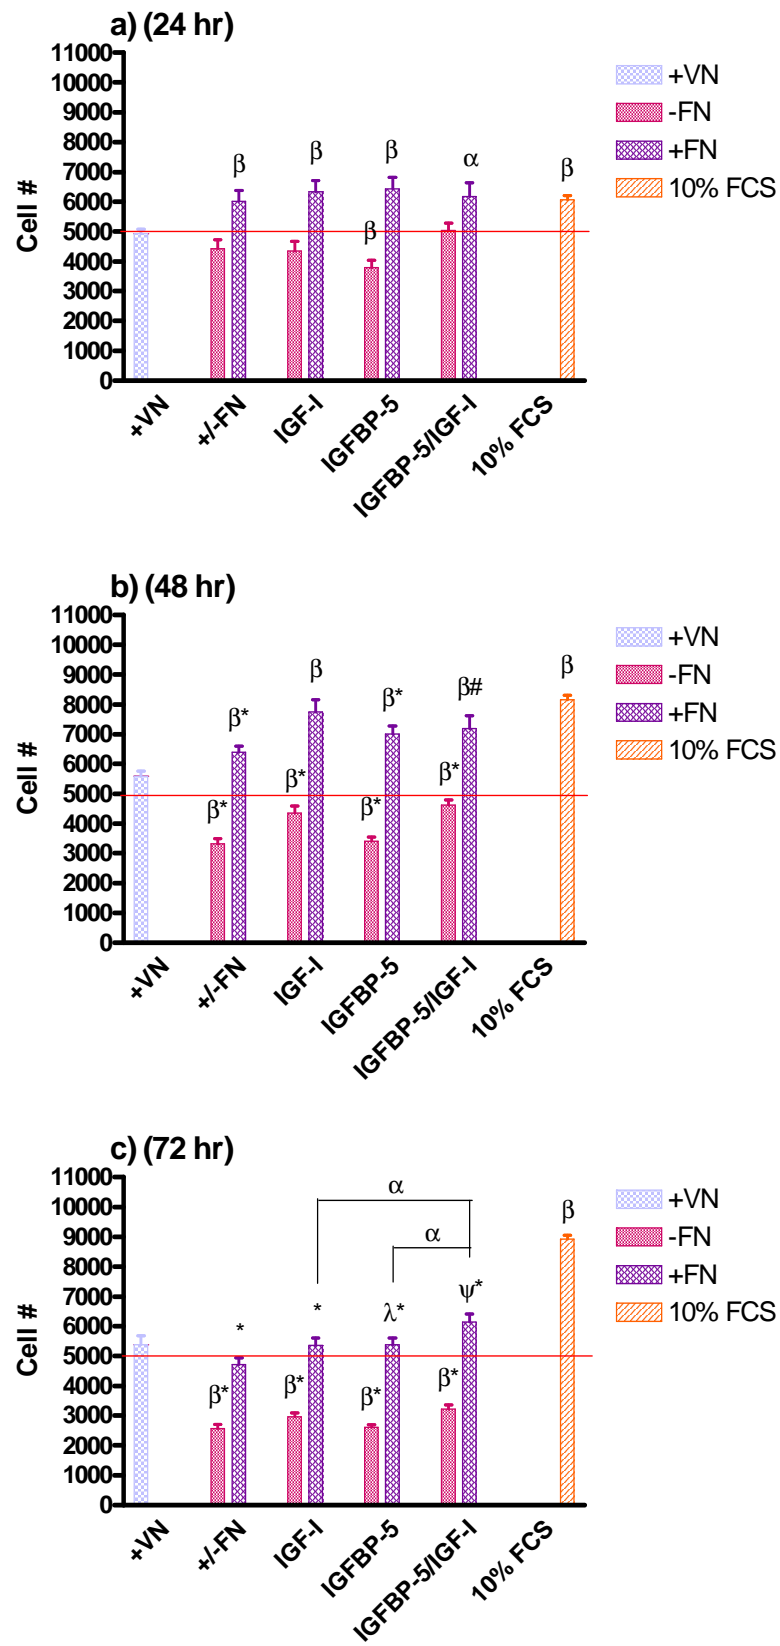 a) (24 hr)
11000
10000
9000
8000
7000
6000
5000
4000
3000
2000
1000
0
Cell #
β
β
β
α
β
β
+VN
+/-FN
IGF-I
IGFBP-5
IGFBP-5/IGF-I
10% FCS
+VN
-FN
+FN
10% FCS
b) (48 hr)
11000
10000
9000
8000
7000
6000
5000
4000
3000
2000
1000
0
Cell #
β
β
β#
β*
β*
β*
β*
β*
β*
+VN
+/-FN
IGF-I
IGFBP-5
IGFBP-5/IGF-I
10% FCS
+VN
-FN
+FN
10% FCS
c) (72 hr)
11000
10000
9000
8000
7000
6000
5000
4000
3000
2000
1000
0
Cell #
α
β
α
ψ*
* * λ*
β* β* β* β*
+VN
+/-FN
IGF-I
IGFBP-5
IGFBP-5/IGF-I
10% FCS
+VN
-FN
+FN
10% FCS